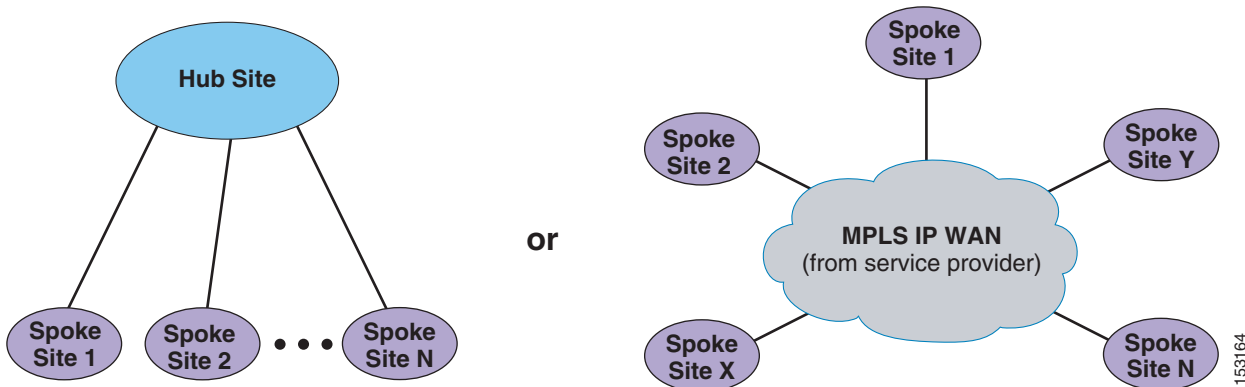 Hub Site
Spoke
Site 1
Spoke
Site 2
Spoke
Site N
or
Spoke
Site 1
Spoke
Site 2
Spoke
Site Y
MPLS IP WAN
(from service provider)
Spoke
Site X
Spoke
Site N
153164